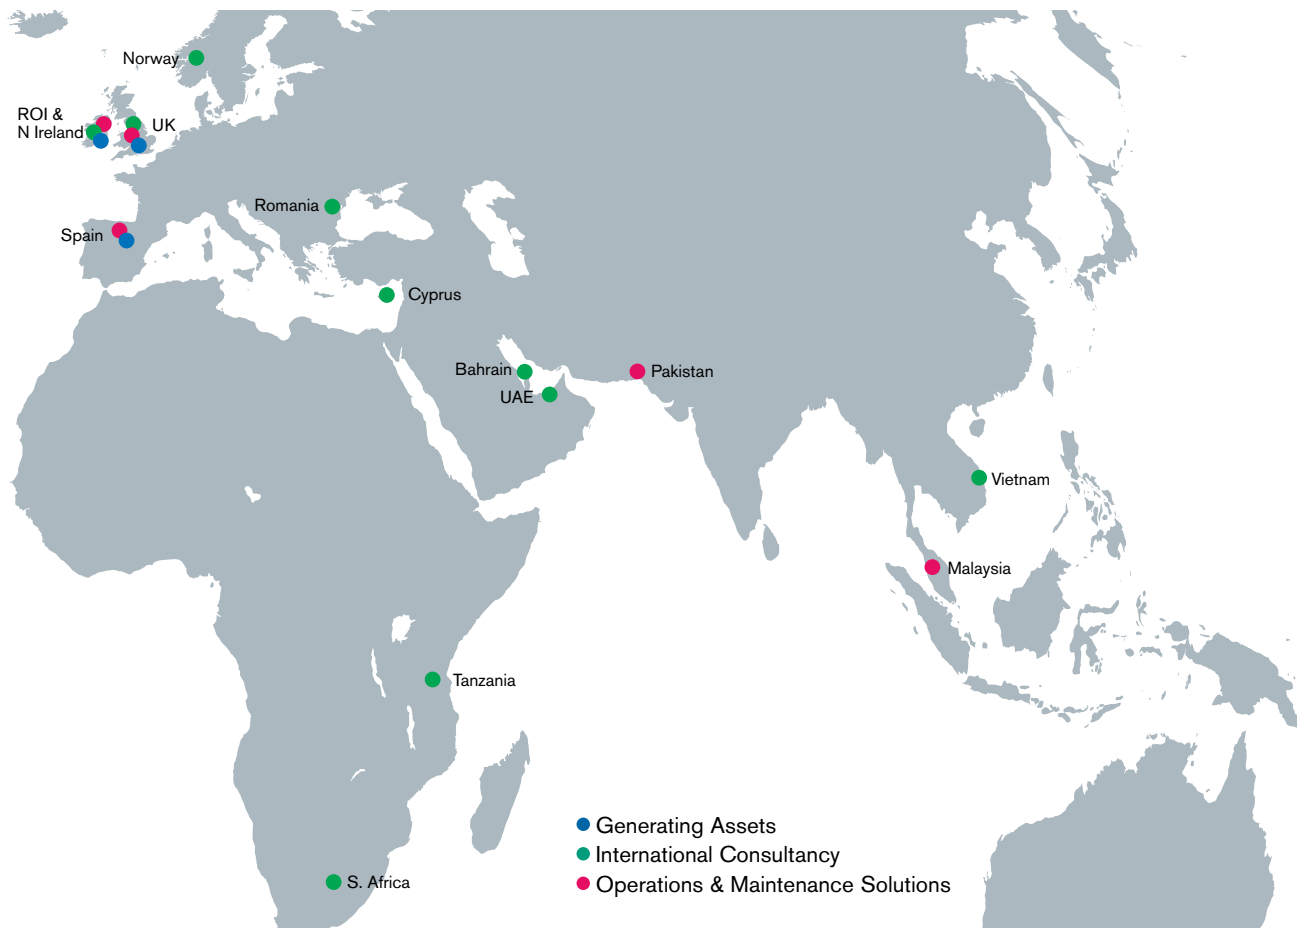 Norway
ROI &
N Ireland
UK
Romania
Spain
Cyprus
Bahrain
Pakistan
UAE
Vietnam
Malaysia
Tanzania
S. Africa
Generating Assets
International Consultancy
Operations & Maintenance Solutions